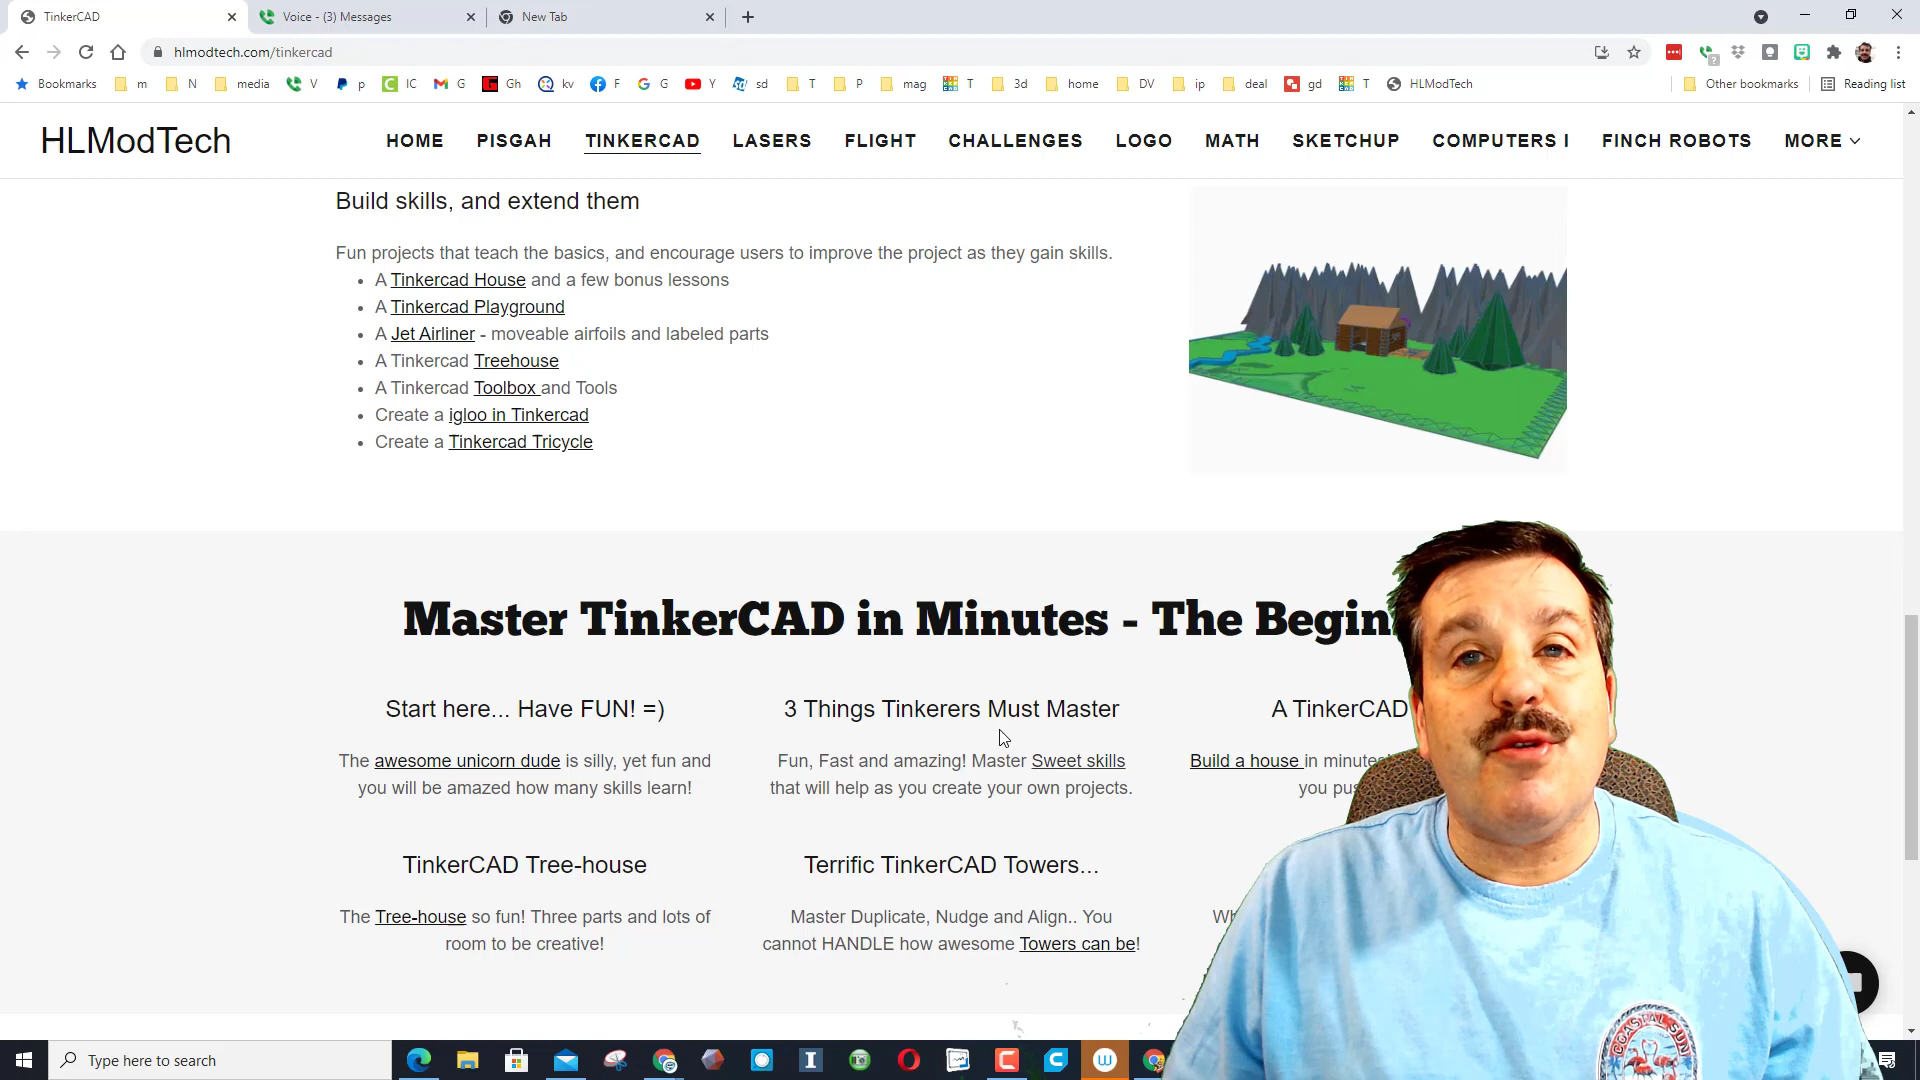 TinkerCAD
Voice - (3) Messages
New Tab
hlmodtech.com/tinkercad
Bookmarks m N media V p IC G Gh kv F G Y sd T P mag T 3d home DV ip deal gd T HLModTech Other bookmarks Reading list
HLModTech HOME PISGAH TINKERCAD LASERS FLIGHT CHALLENGES LOGO MATH SKETCHUP COMPUTERS I FINCH ROBOTS MORE
Build skills, and extend them
Fun projects that teach the basics, and encourage users to improve the project as they gain skills.
• A Tinkercad House and a few bonus lessons
• A Tinkercad Playground
• A Jet Airliner - moveable airfoils and labeled parts
• A Tinkercad Treehouse
• A Tinkercad Toolbox and Tools
• Create a igloo in Tinkercad
• Create a Tinkercad Tricycle
Master TinkerCAD in Minutes - The Begin
Start here... Have FUN! =)
The awesome unicorn dude is silly, yet fun and
you will be amazed how many skills learn!
3 Things Tinkerers Must Master
Fun, Fast and amazing! Master Sweet skills
that will help as you create your own projects.
A TinkerCAD
Build a house in minutes
you pus
TinkerCAD Tree-house
The Tree-house so fun! Three parts and lots of
room to be creative!
Terrific TinkerCAD Towers...
Master Duplicate, Nudge and Align.. You
cannot HANDLE how awesome Towers can be!
COASTAL SUN
Type here to search